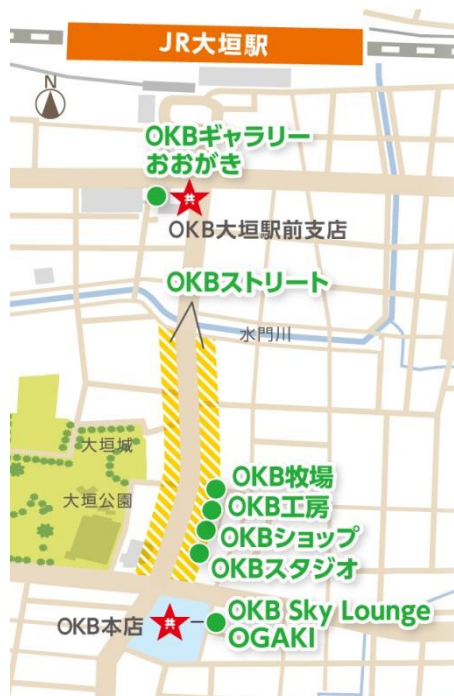 JR大垣駅
N
OKBギャラリー
おおがき
共
OKB大垣駅前支店
OKBストリート
水門川
大垣城
大垣公園
OKB牧場
OKB工房
OKBショップ
OKBスタジオ
OKB本店
共
OKB Sky Lounge
OGAKI